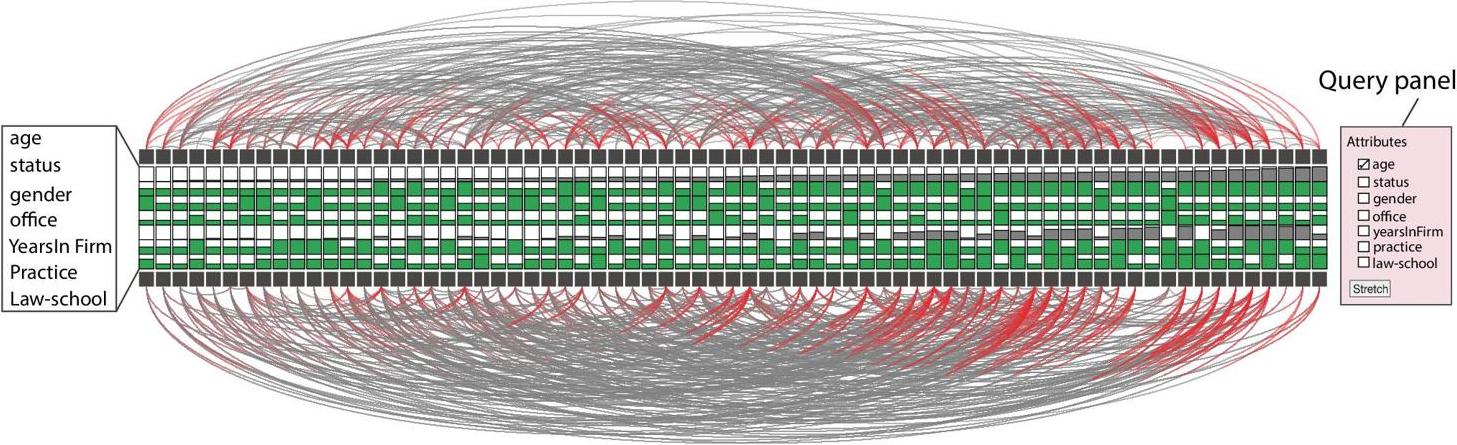 age
status
gender
office
YearsIn Firm
Practice
Law-school
Query panel
Attributes
age
status
gender
office
yearsInFirm
practice
law-school
Stretch